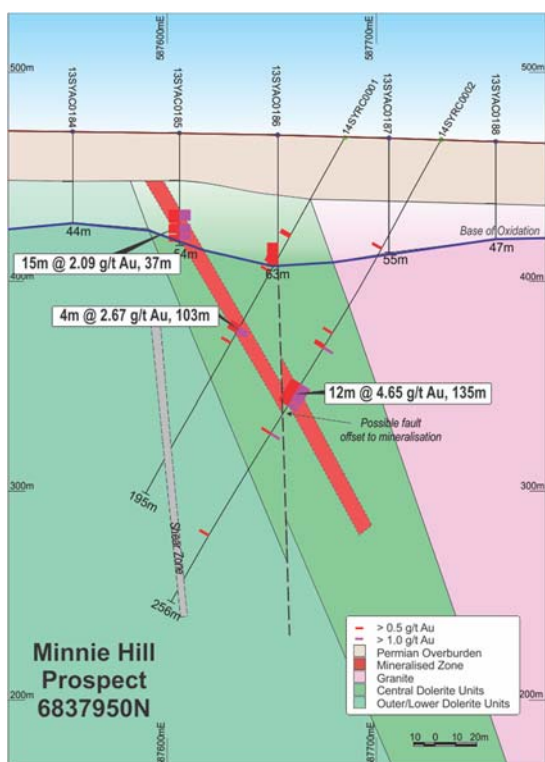 587600mE
587700mE
500m
500m
13SYAC0184
13SYAC0185
13SYAC0186
14SYRC0001
13SYAC0187
14SYRC0002
13SYAC0188
Base of Oxidation
44m
54m
63m
55m
47m
15m @ 2.09 g/t Au, 37m
400m
400m
4m @ 2.67 g/t Au, 103m
12m @ 4.65 g/t Au, 135m
Possible fault
offset to mineralisation
300m
300m
195m
Shear Zone
256m
Minnie Hill
Prospect
6837950N
> 0.5 g/t Au
> 1.0 g/t Au
Permian Overburden
Mineralised Zone
Granite
Central Dolerite Units
Outer/Lower Dolerite Units
200m
200m
587600mE
587700mE
10 0 10 20m